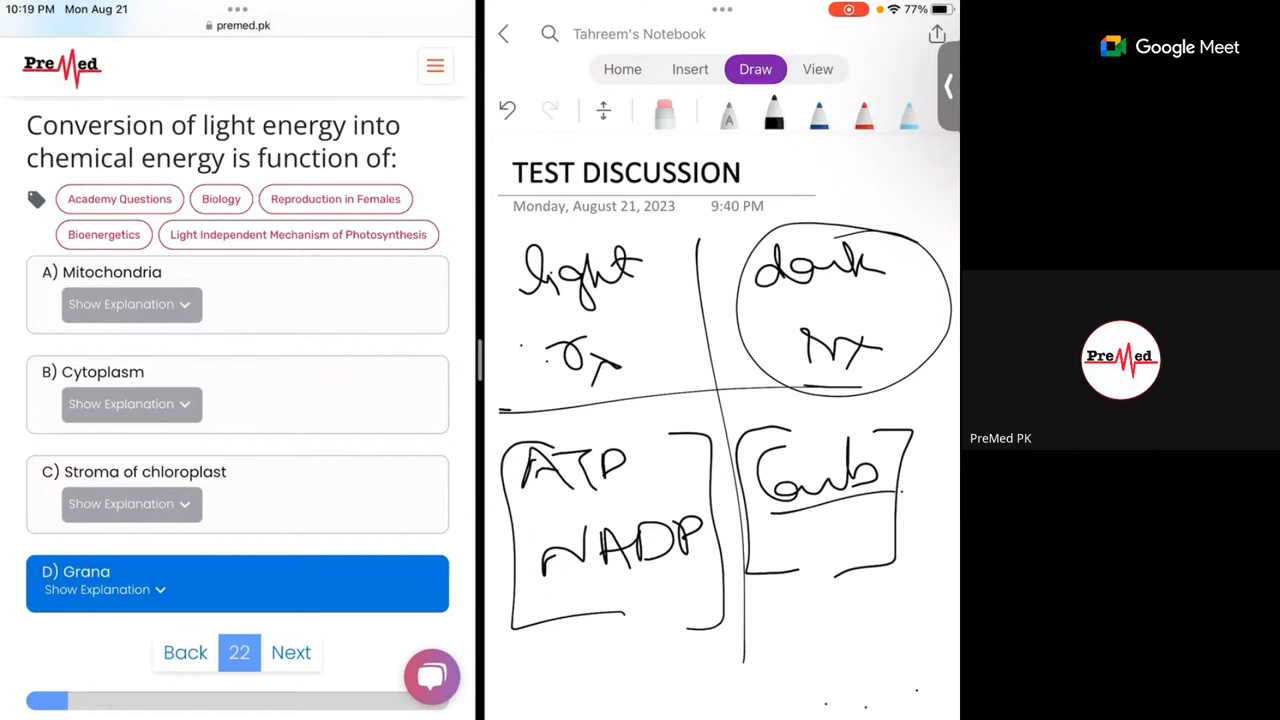 10:19 PM Mon Aug 21
premed.pk
PreMed
Conversion of light energy into
chemical energy is function of:
Academy Questions
Biology
Reproduction in Females
Bioenergetics
Light Independent Mechanism of Photosynthesis
A) Mitochondria
Show Explanation
B) Cytoplasm
Show Explanation
C) Stroma of chloroplast
Show Explanation
D) Grana
Show Explanation
Back 22 Next
77%
Tahreem's Notebook
Home Insert Draw View
A
TEST DISCUSSION
Monday, August 21, 2023 9:40 PM
light dark
ATP Carb
NADP
Google Meet
PreMed
PreMed PK